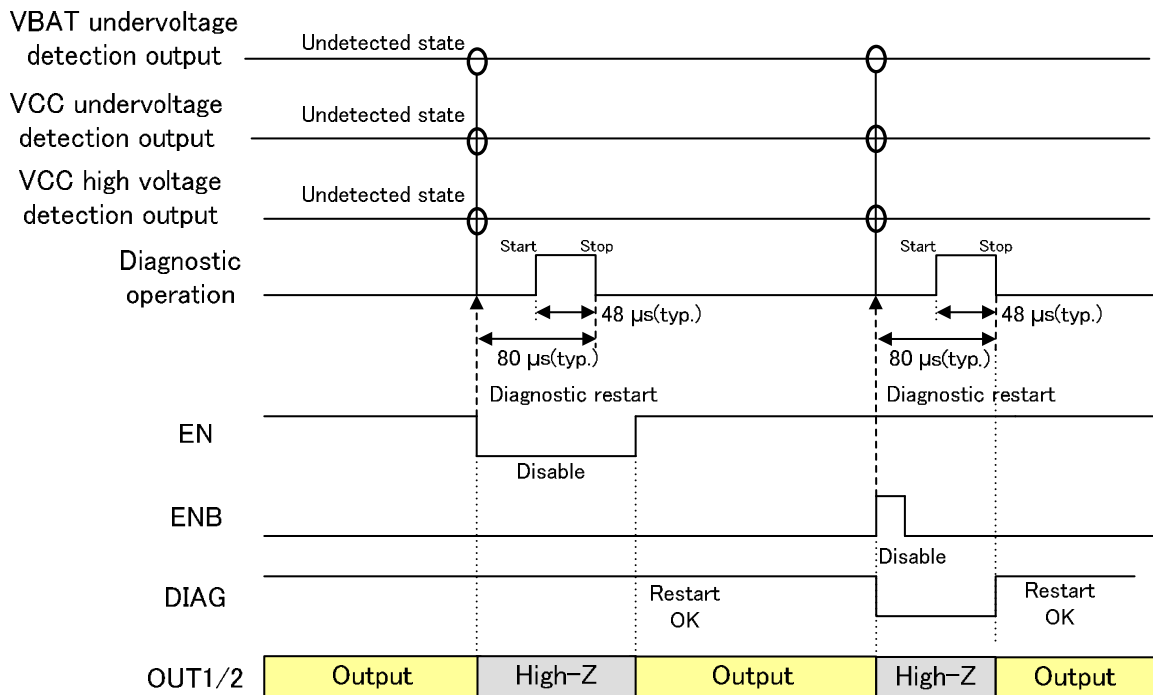 VBAT undervoltage
detection output
Undetected state
VCC undervoltage
detection output
Undetected state
VCC high voltage
detection output
Undetected state
Diagnostic
operation
Start Stop
Start Stop
48 µs(typ.)
48 µs(typ.)
80 µs(typ.)
80 µs(typ.)
Diagnostic restart
Diagnostic restart
EN
Disable
ENB
Disable
DIAG
Restart
OK
Restart
OK
OUT1/2
Output
High-Z
Output
High-Z
Output